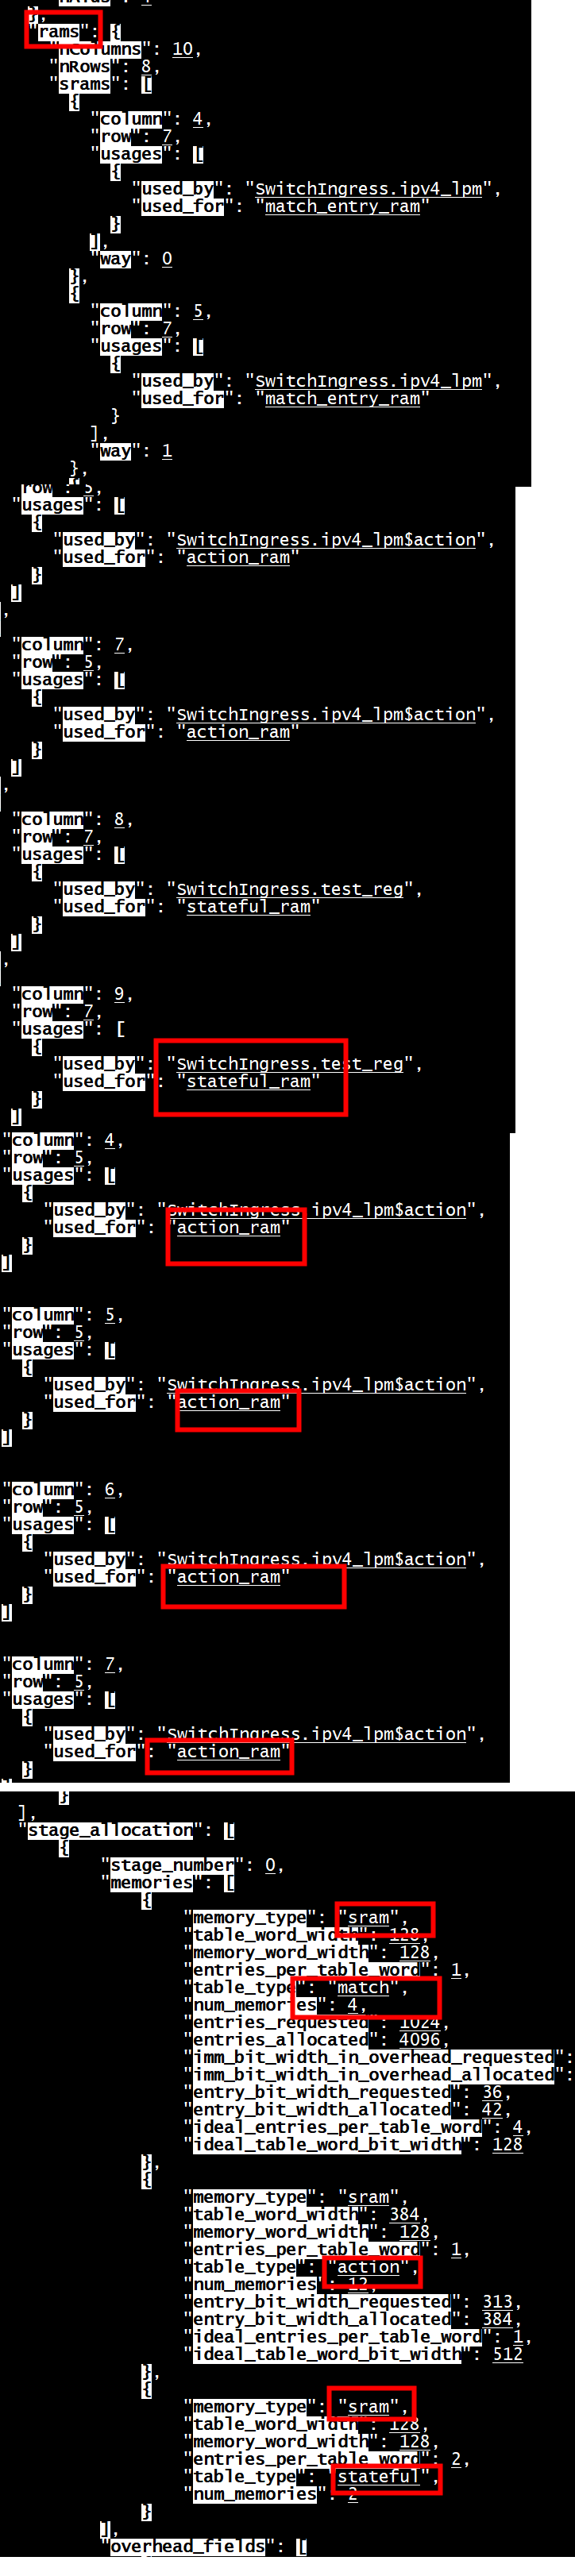 },
"rams": {
"nColumns": 10,
"nRows": 8,
"srams": [
{
"column": 4,
"row": 7,
"usages": [
{
"used_by": "SwitchIngress.ipv4_lpm",
"used_for": "match_entry_ram"
}
],
"way": 0
},
{
"column": 5,
"row": 7,
"usages": [
{
"used_by": "SwitchIngress.ipv4_lpm",
"used_for": "match_entry_ram"
}
],
"way": 1
},
"row": 5,
"usages": [
{
"used_by": "SwitchIngress.ipv4_lpm$action",
"used_for": "action_ram"
}
]
,
"column": 7,
"row": 5,
"usages": [
{
"used_by": "SwitchIngress.ipv4_lpm$action",
"used_for": "action_ram"
}
]
,
"column": 8,
"row": 7,
"usages": [
{
"used_by": "SwitchIngress.test_reg",
"used_for": "stateful_ram"
}
]
,
"column": 9,
"row": 7,
"usages": [
{
"used_by": "SwitchIngress.test_reg",
"used_for": "stateful_ram"
}
]
"column": 4,
"row": 5,
"usages": [
{
"used_by": "SwitchIngress.ipv4_lpm$action",
"used_for": "action_ram"
}
]
"column": 5,
"row": 5,
"usages": [
{
"used_by": "SwitchIngress.ipv4_lpm$action",
"used_for": "action_ram"
}
]
"column": 6,
"row": 5,
"usages": [
{
"used_by": "SwitchIngress.ipv4_lpm$action",
"used_for": "action_ram"
}
]
"column": 7,
"row": 5,
"usages": [
{
"used_by": "SwitchIngress.ipv4_lpm$action",
"used_for": "action_ram"
}
}
],
"stage_allocation": [
{
"stage_number": 0,
"memories": [
{
"memory_type": "sram",
"table_word_width": 128,
"memory_word_width": 128,
"entries_per_table_word": 1,
"table_type": "match",
"num_memories": 4,
"entries_requested": 1024,
"entries_allocated": 4096,
"imm_bit_width_in_overhead_requested":
"imm_bit_width_in_overhead_allocated":
"entry_bit_width_requested": 36,
"entry_bit_width_allocated": 42,
"ideal_entries_per_table_word": 4,
"ideal_table_word_bit_width": 128
},
{
"memory_type": "sram",
"table_word_width": 384,
"memory_word_width": 128,
"entries_per_table_word": 1,
"table_type": "action",
"num_memories": 12,
"entry_bit_width_requested": 313,
"entry_bit_width_allocated": 384,
"ideal_entries_per_table_word": 1,
"ideal_table_word_bit_width": 512
},
{
"memory_type": "sram",
"table_word_width": 128,
"memory_word_width": 128,
"entries_per_table_word": 2,
"table_type": "stateful",
"num_memories": 2
}
],
"overhead_fields": [